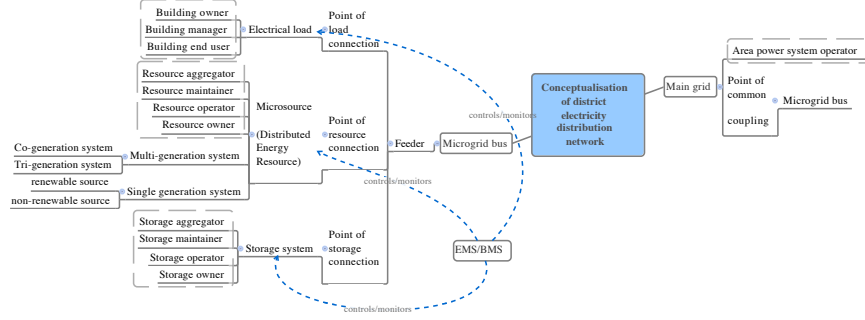 Building owner
Building manager
Building end user
Electrical load
Point of
load
connection
Resource aggregator
Resource maintainer
Resource operator
Resource owner
Microsource
(Distributed
Energy
Resource)
Point of
resource
connection
Co-generation system
Tri-generation system
Multi-generation system
renewable source
non-renewable source
Single generation system
Storage aggregator
Storage maintainer
Storage operator
Storage owner
Storage system
Point of
storage
connection
Feeder
Microgrid bus
Conceptualisation
of district
electricity
distribution
network
Main grid
Area power system operator
Point of
common
coupling
Microgrid bus
controls/monitors
controls/monitors
EMS/BMS
controls/monitors